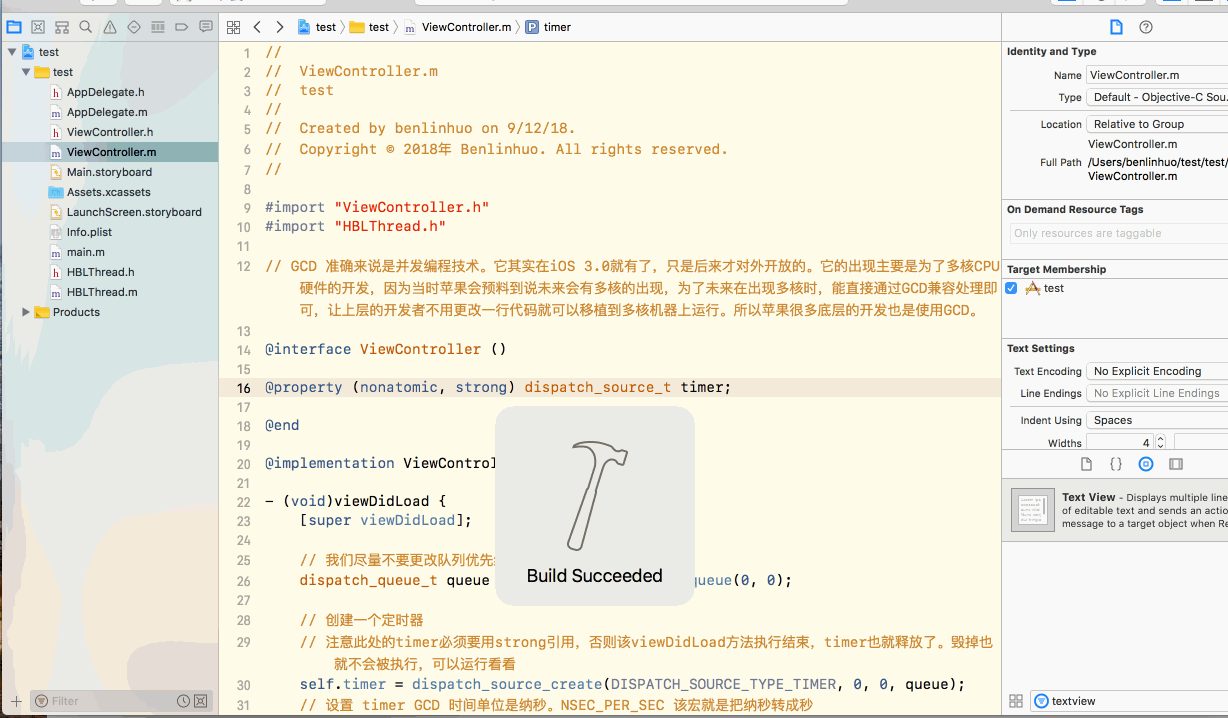 test
test
ViewController.m
timer
test
test
AppDelegate.h
AppDelegate.m
ViewController.h
ViewController.m
Main.storyboard
Assets.xcassets
LaunchScreen.storyboard
Info.plist
main.m
HBLThread.h
HBLThread.m
Products
Filter
1 //
2 // ViewController.m
3 // test
4 //
5 // Created by benlinhuo on 9/12/18.
6 // Copyright © 2018年 Benlinhuo. All rights reserved.
7 //
8
9 #import "ViewController.h"
10 #import "HBLThread.h"
11
12 // GCD 准确来说是并发编程技术。它其实在iOS 3.0就有了，只是后来才对外开放的。它的出现主要是为了多核CPU
硬件的开发，因为当时苹果会预料到说未来会有多核的出现，为了未来在出现多核时，能直接通过GCD兼容处理即
可，让上层的开发者不用更改一行代码就可以移植到多核机器上运行。所以苹果很多底层的开发也是使用GCD。
13
14 @interface ViewController ()
15
16 @property (nonatomic, strong) dispatch_source_t timer;
17
18 @end
19
20 @implementation ViewControl
21
22 - (void)viewDidLoad {
23 [super viewDidLoad];
24
25 // 我们尽量不要更改队列优先
26 dispatch_queue_t queue queue(0, 0);
27
28 // 创建一个定时器
29 // 注意此处的timer必须要用strong引用，否则该viewDidLoad方法执行结束，timer也就释放了。毁掉也
就不会被执行，可以运行看看
30 self.timer = dispatch_source_create(DISPATCH_SOURCE_TYPE_TIMER, 0, 0, queue);
31 // 设置 timer GCD 时间单位是纳秒。NSEC_PER_SEC 该宏就是把纳秒转成秒
Build Succeeded
Identity and Type
Name ViewController.m
Type Default - Objective-C Sou
Location Relative to Group
ViewController.m
Full Path /Users/benlinhuo/test/test/
ViewController.m
On Demand Resource Tags
Only resources are taggable
Target Membership
test
Text Settings
Text Encoding No Explicit Encoding
Line Endings No Explicit Line Endings
Indent Using Spaces
Widths 4
Text View - Displays multiple line
of editable text and sends an actio
message to a target object when Re
textview